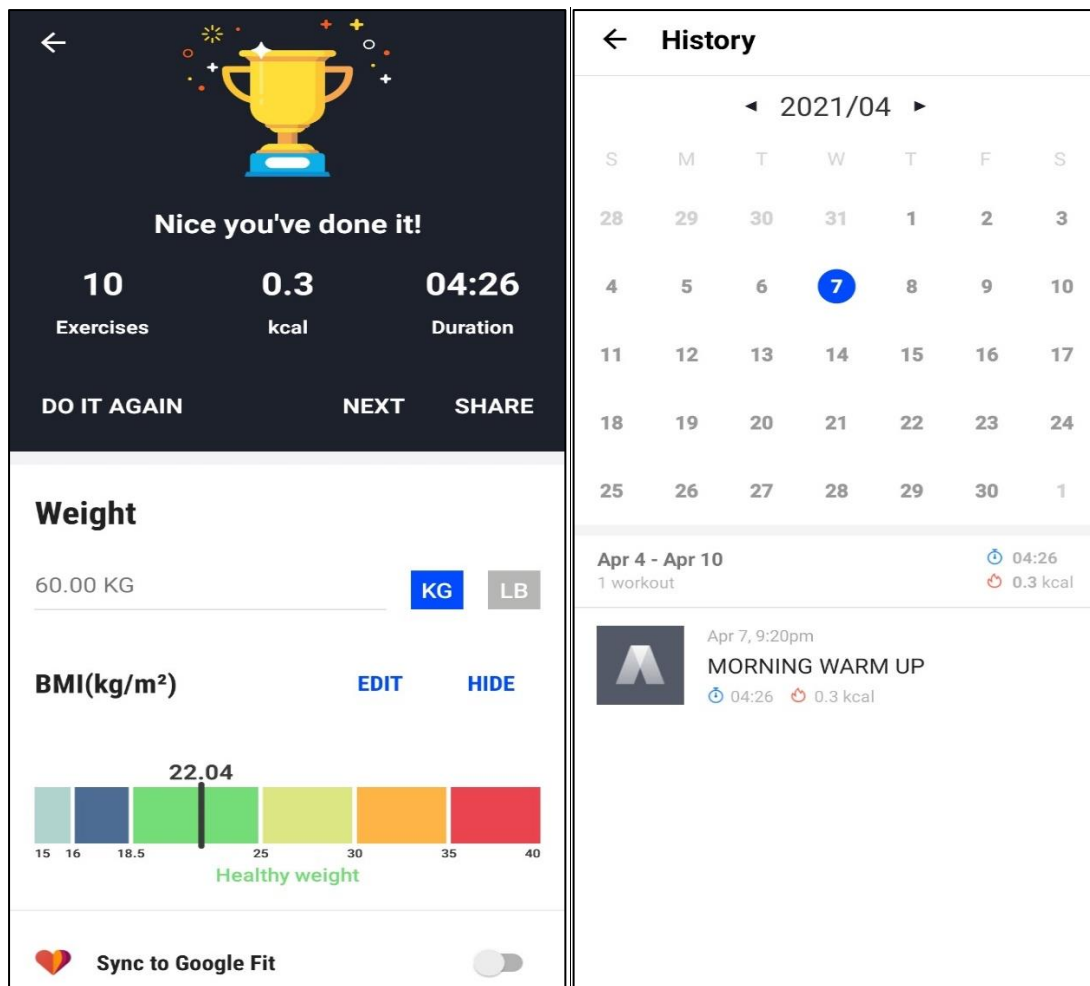 Nice you've done it!
10 0.3 04:26
Exercises kcal Duration
DO IT AGAIN NEXT SHARE
Weight
60.00 KG KG LB
BMI(kg/m²) EDIT HIDE
22.04
15 16 18.5 25 30 35 40
Healthy weight
Sync to Google Fit
History
2021/04
S M T W T F S
28 29 30 31 1 2 3
4 5 6 7 8 9 10
11 12 13 14 15 16 17
18 19 20 21 22 23 24
25 26 27 28 29 30 1
Apr 4 - Apr 10 04:26
1 workout 0.3 kcal
Apr 7, 9:20pm
MORNING WARM UP
04:26 0.3 kcal